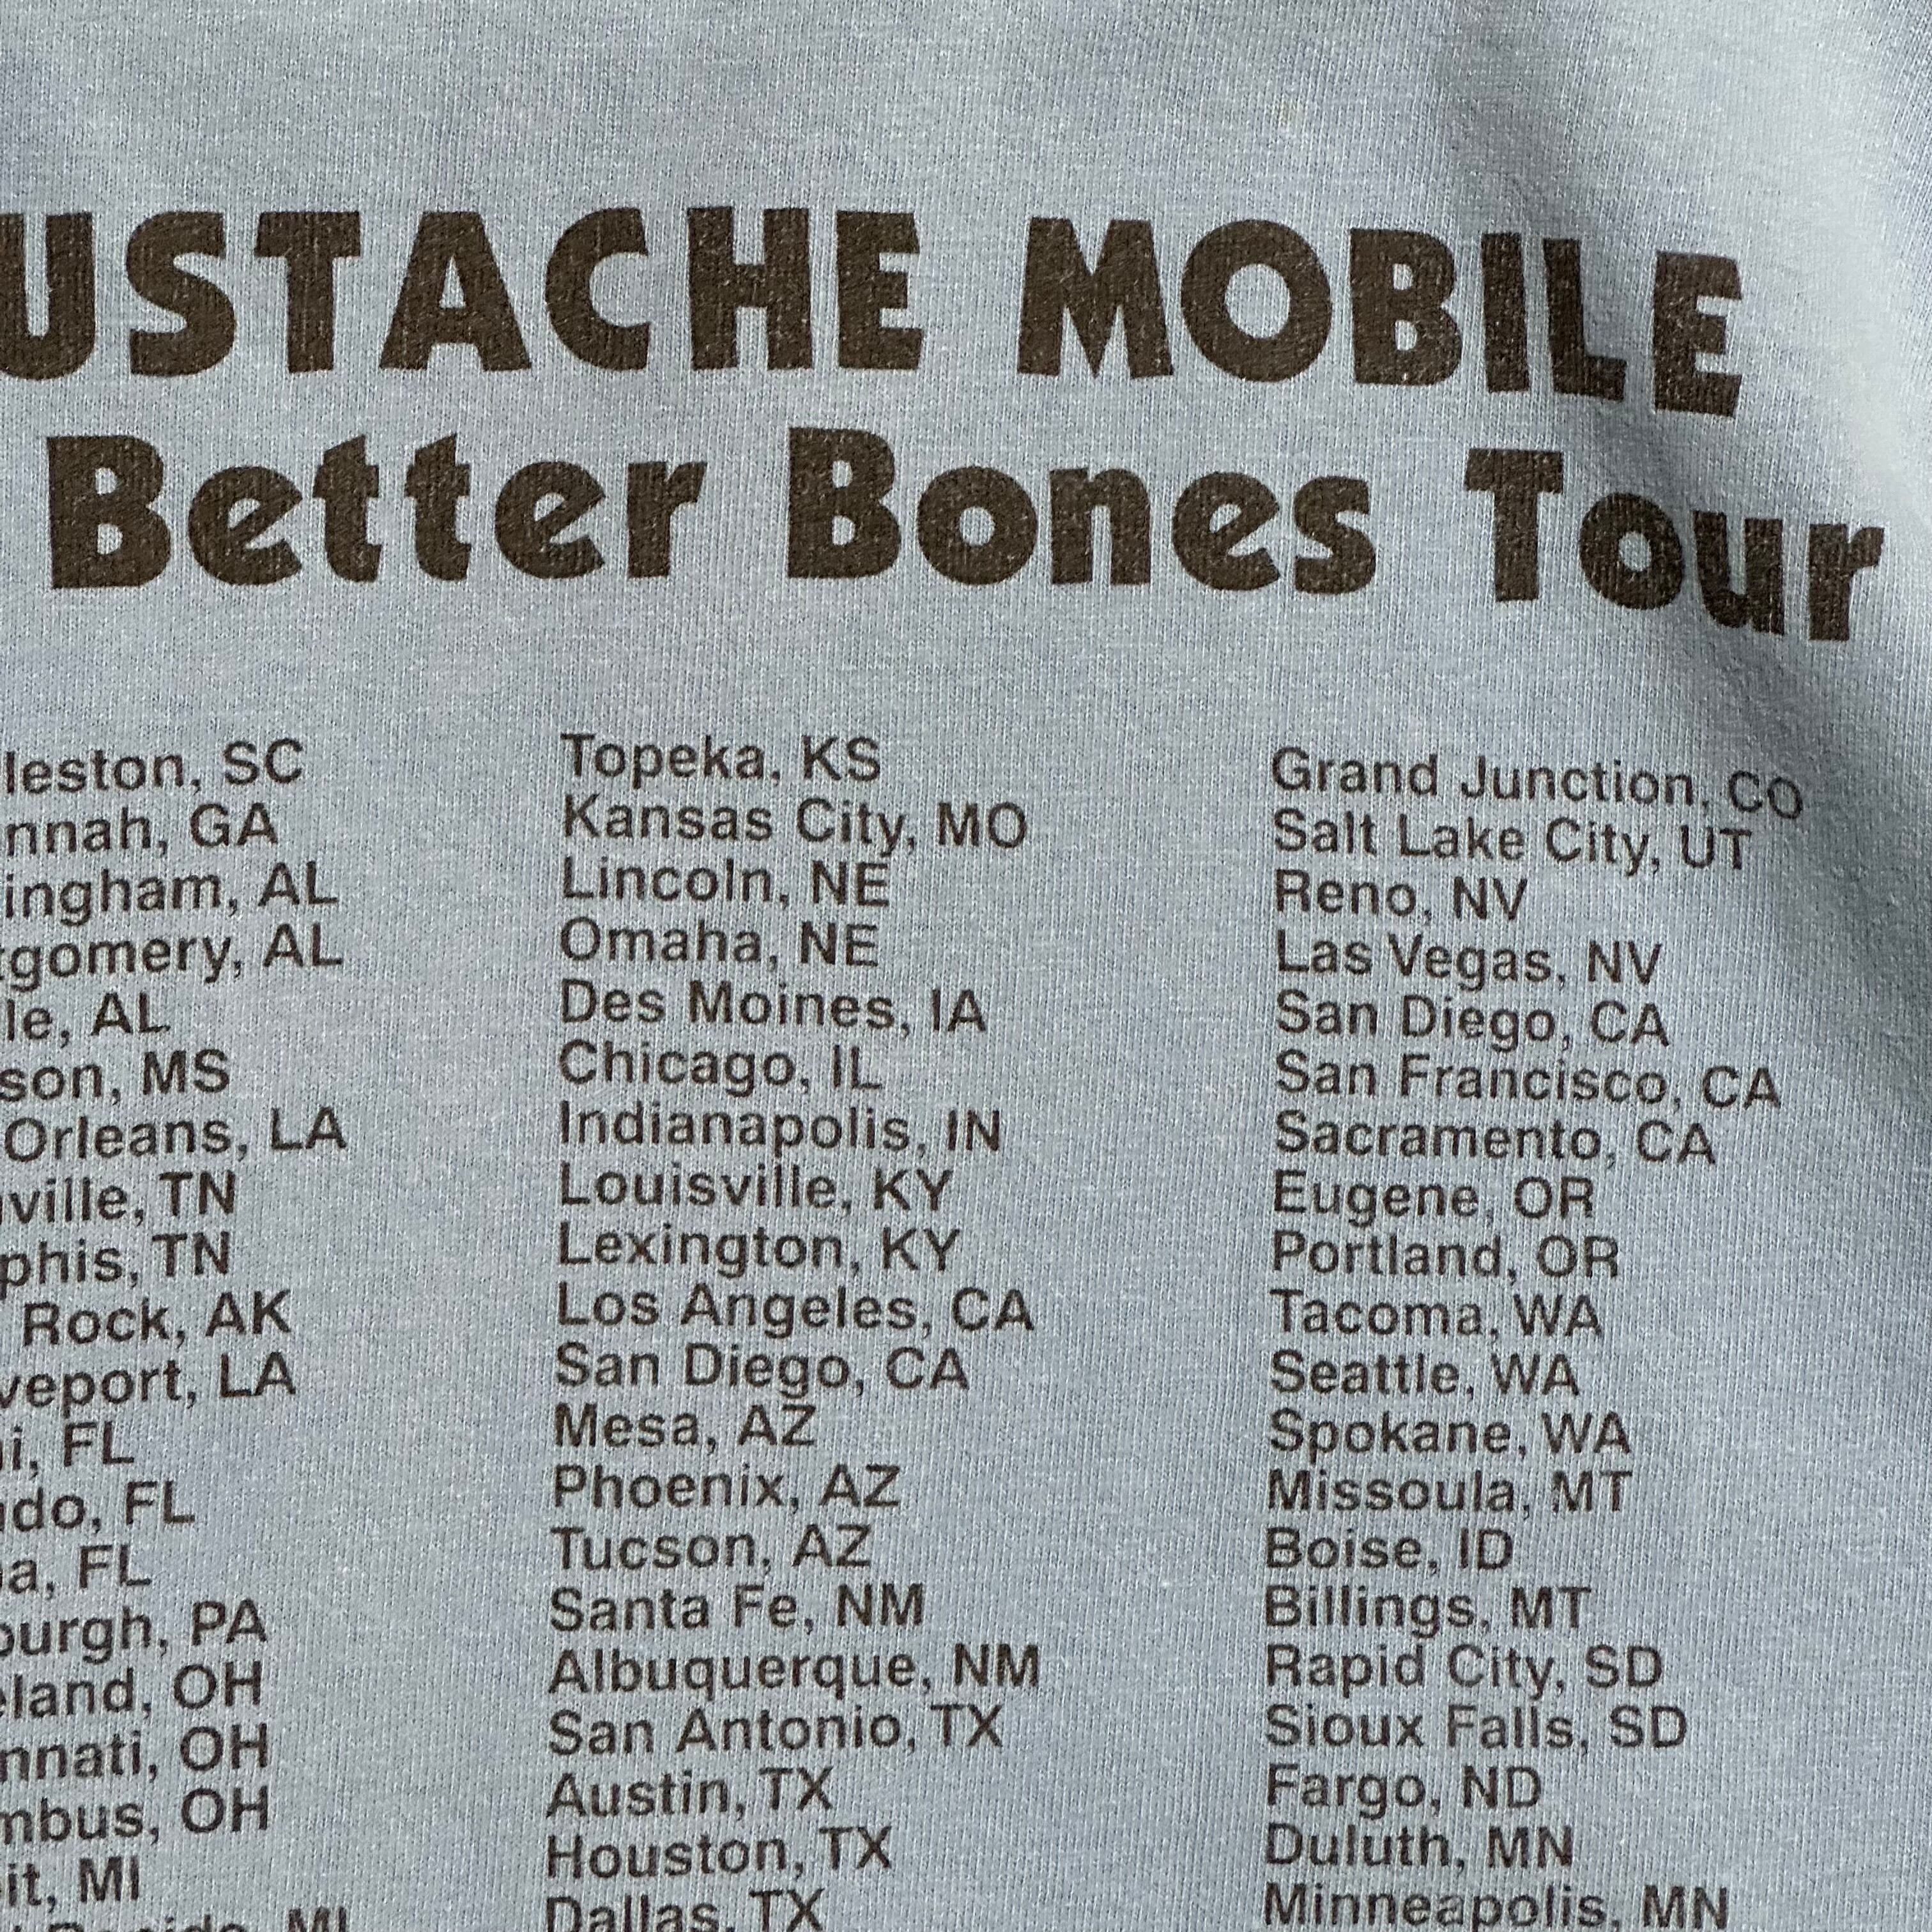 USTACHE MOBILE
Better Bones Tour
leston, SC
nnah, GA
ingham, AL
tgomery, AL
le, AL
son, MS
Orleans, LA
ville, TN
phis, TN
Rock, AK
veport, LA
i, FL
do, FL
a, FL
burgh, PA
eland, OH
nnati, OH
mbus, OH
it, MI
MI
Topeka, KS
Kansas City, MO
Lincoln, NE
Omaha, NE
Des Moines, IA
Chicago, IL
Indianapolis, IN
Louisville, KY
Lexington, KY
Los Angeles, CA
San Diego, CA
Mesa, AZ
Phoenix, AZ
Tucson, AZ
Santa Fe, NM
Albuquerque, NM
San Antonio, TX
Austin, TX
Houston, TX
Dallas, TX
Grand Junction, CO
Salt Lake City, UT
Reno, NV
Las Vegas, NV
San Diego, CA
San Francisco, CA
Sacramento, CA
Eugene, OR
Portland, OR
Tacoma, WA
Seattle, WA
Spokane, WA
Missoula, MT
Boise, ID
Billings, MT
Rapid City, SD
Sioux Falls, SD
Fargo, ND
Duluth, MN
Minneapolis, MN